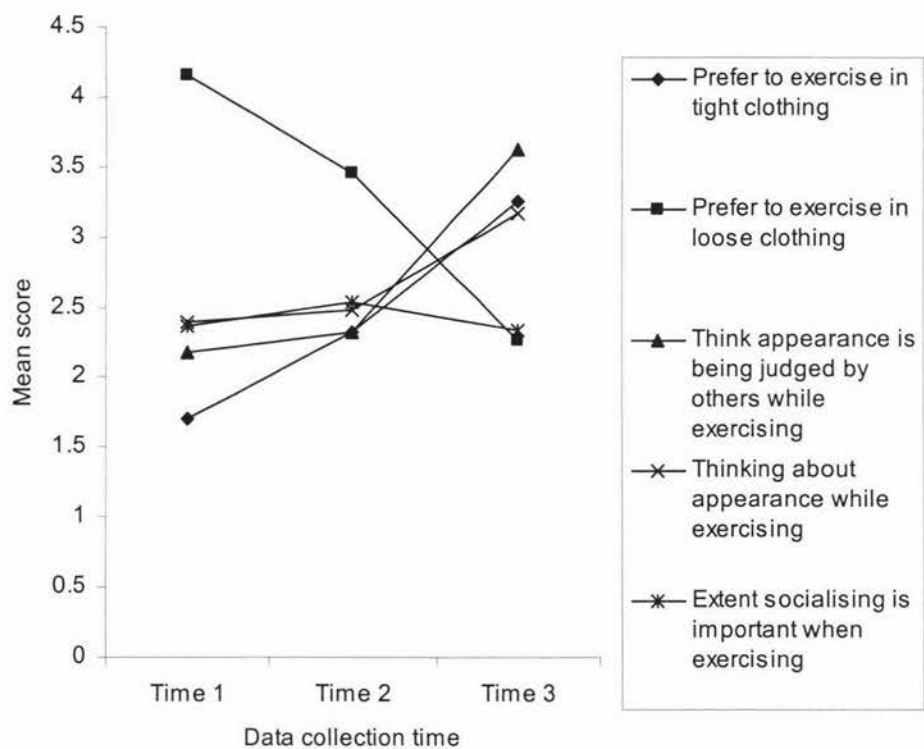 4.5
4
3.5
3
2.5
2
1.5
1
0.5
0
Mean score
Time 1
Time 2
Time 3
Data collection time
Prefer to exercise in
tight clothing
Prefer to exercise in
loose clothing
Think appearance is
being judged by
others while
exercising
Thinking about
appearance while
exercising
Extent socialising is
important when
exercising